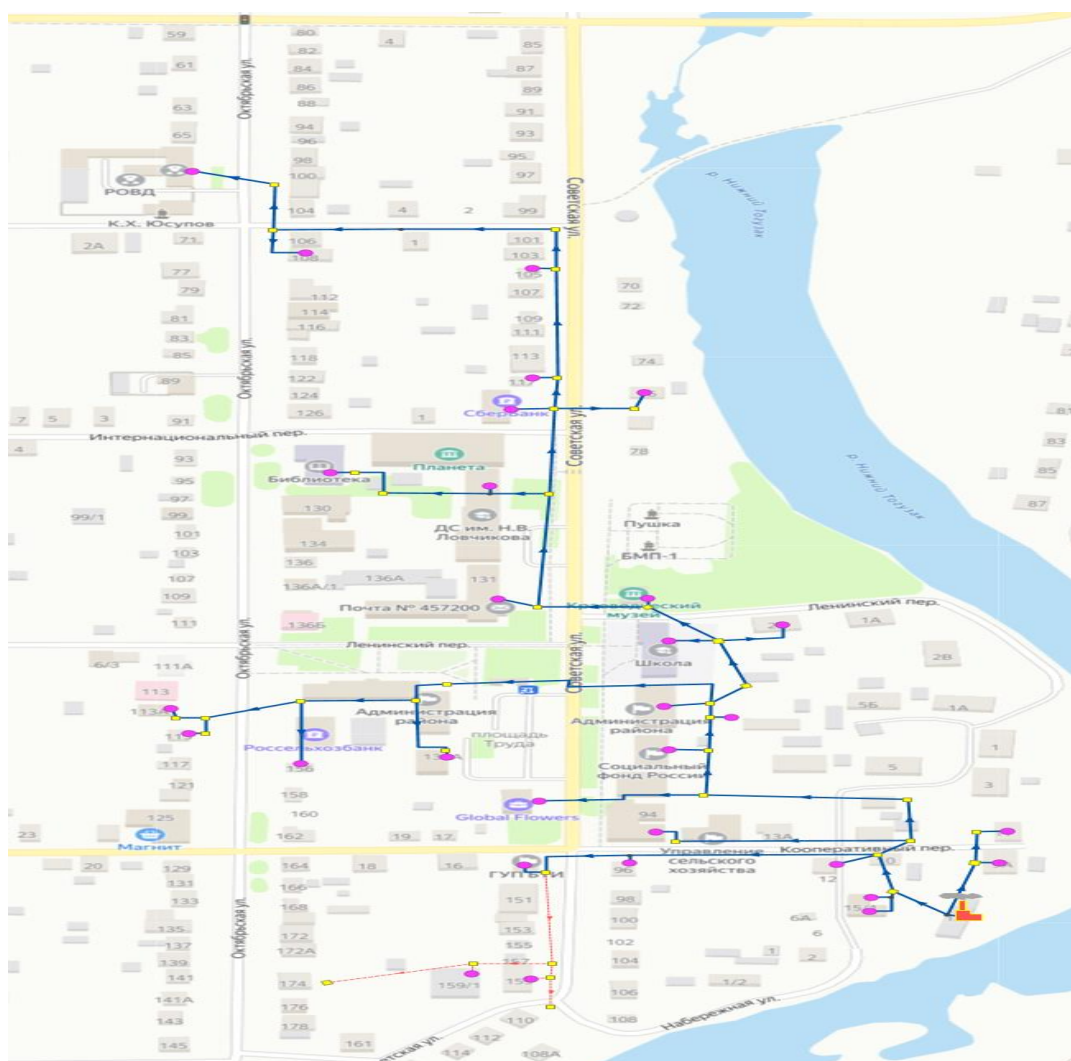 59
80
4
85
61
82
84
87
86
89
63
88
91
65
94
93
96
95
98
97
100
РОВД
104
4
2
99
К.Х. Юсупов
71
106
1
101
2А
108
103
77
105
70
79
107
72
112
114
81
109
116
83
111
85
118
113
74
89
122
124
Сбербанк
7
5
3
91
126
1
Интернациональный пер.
4
78
93
Планета
Библиотека
95
97
130
99/1
99
ДС им. Н.В.
Ловчикова
Пушка
101
134
БМП-1
103
136
107
136А/1
136А
131
109
Почта № 457200
Краеведческий
музей
Ленинский пер.
111
136Б
1А
Ленинский пер.
Школа
6/3
111А
2В
113
113А
Администрация
района
Администрация
района
5Б
1А
Россельхозбанк
площадь
Труда
1
117
Социальный
фонд России
5
121
158
3
125
160
Global Flowers
94
23
Магнит
162
19
17
13А
Управление
сельского
хозяйства
Кооперативный пер.
20
129
164
18
16
ГУП БТИ
96
131
166
12
133
168
151
98
6А
135
172
153
100
6
137
172А
155
102
1
2
139
157
104
141
174
159/1
1/2
141А
176
106
143
178
110
108
Набережная ул.
145
161
112
114
108А
Октябрьская ул.
Октябрьская ул.
Октябрьская ул.
Октябрьская ул.
Советская ул.
Советская ул.
Советская ул.
р. Нижний Тогузак
р. Нижний Тогузак
81
83
85
87